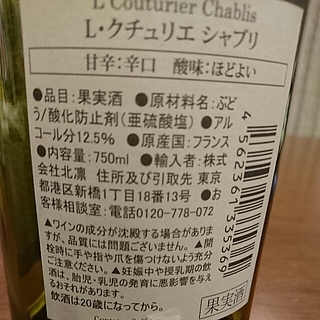 L Couturier Chablis
L・クチュリエ シャブリ
甘辛：辛口 酸味：ほどよい
●品目：果実酒 ●原材料名：ぶど
う/酸化防止剤（亜硫酸塩） ●アル
コール分12.5% ●原産国：フランス
●内容量：750ml ●輸入者：株式
会社北凛 住所及び引取先 東京
都港区新橋1丁目18番13号 ●お
客様相談室：電話0120-778-072
▲ワインの成分が沈殿する場合がありま
すが、品質には問題ございません。▲開
栓時に手や指や爪を傷つけないよう充分
ご注意ください。▲妊娠中や授乳期の飲
酒は、胎児・乳児の発育に悪影響を与え
るおそれがあります。
飲酒は20歳になってから。
果実酒
4562361335369